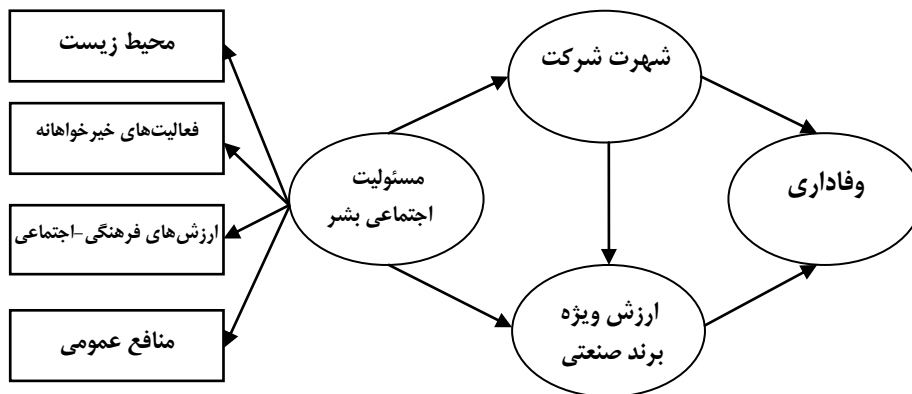 محیط زیست
فعالیت‌های خیرخواهانه
ارزش‌های فرهنگی-اجتماعی
منافع عمومی
مسئولیت
اجتماعی بشر
شهرت شرکت
ارزش ویژه
برند صنعتی
وفاداری